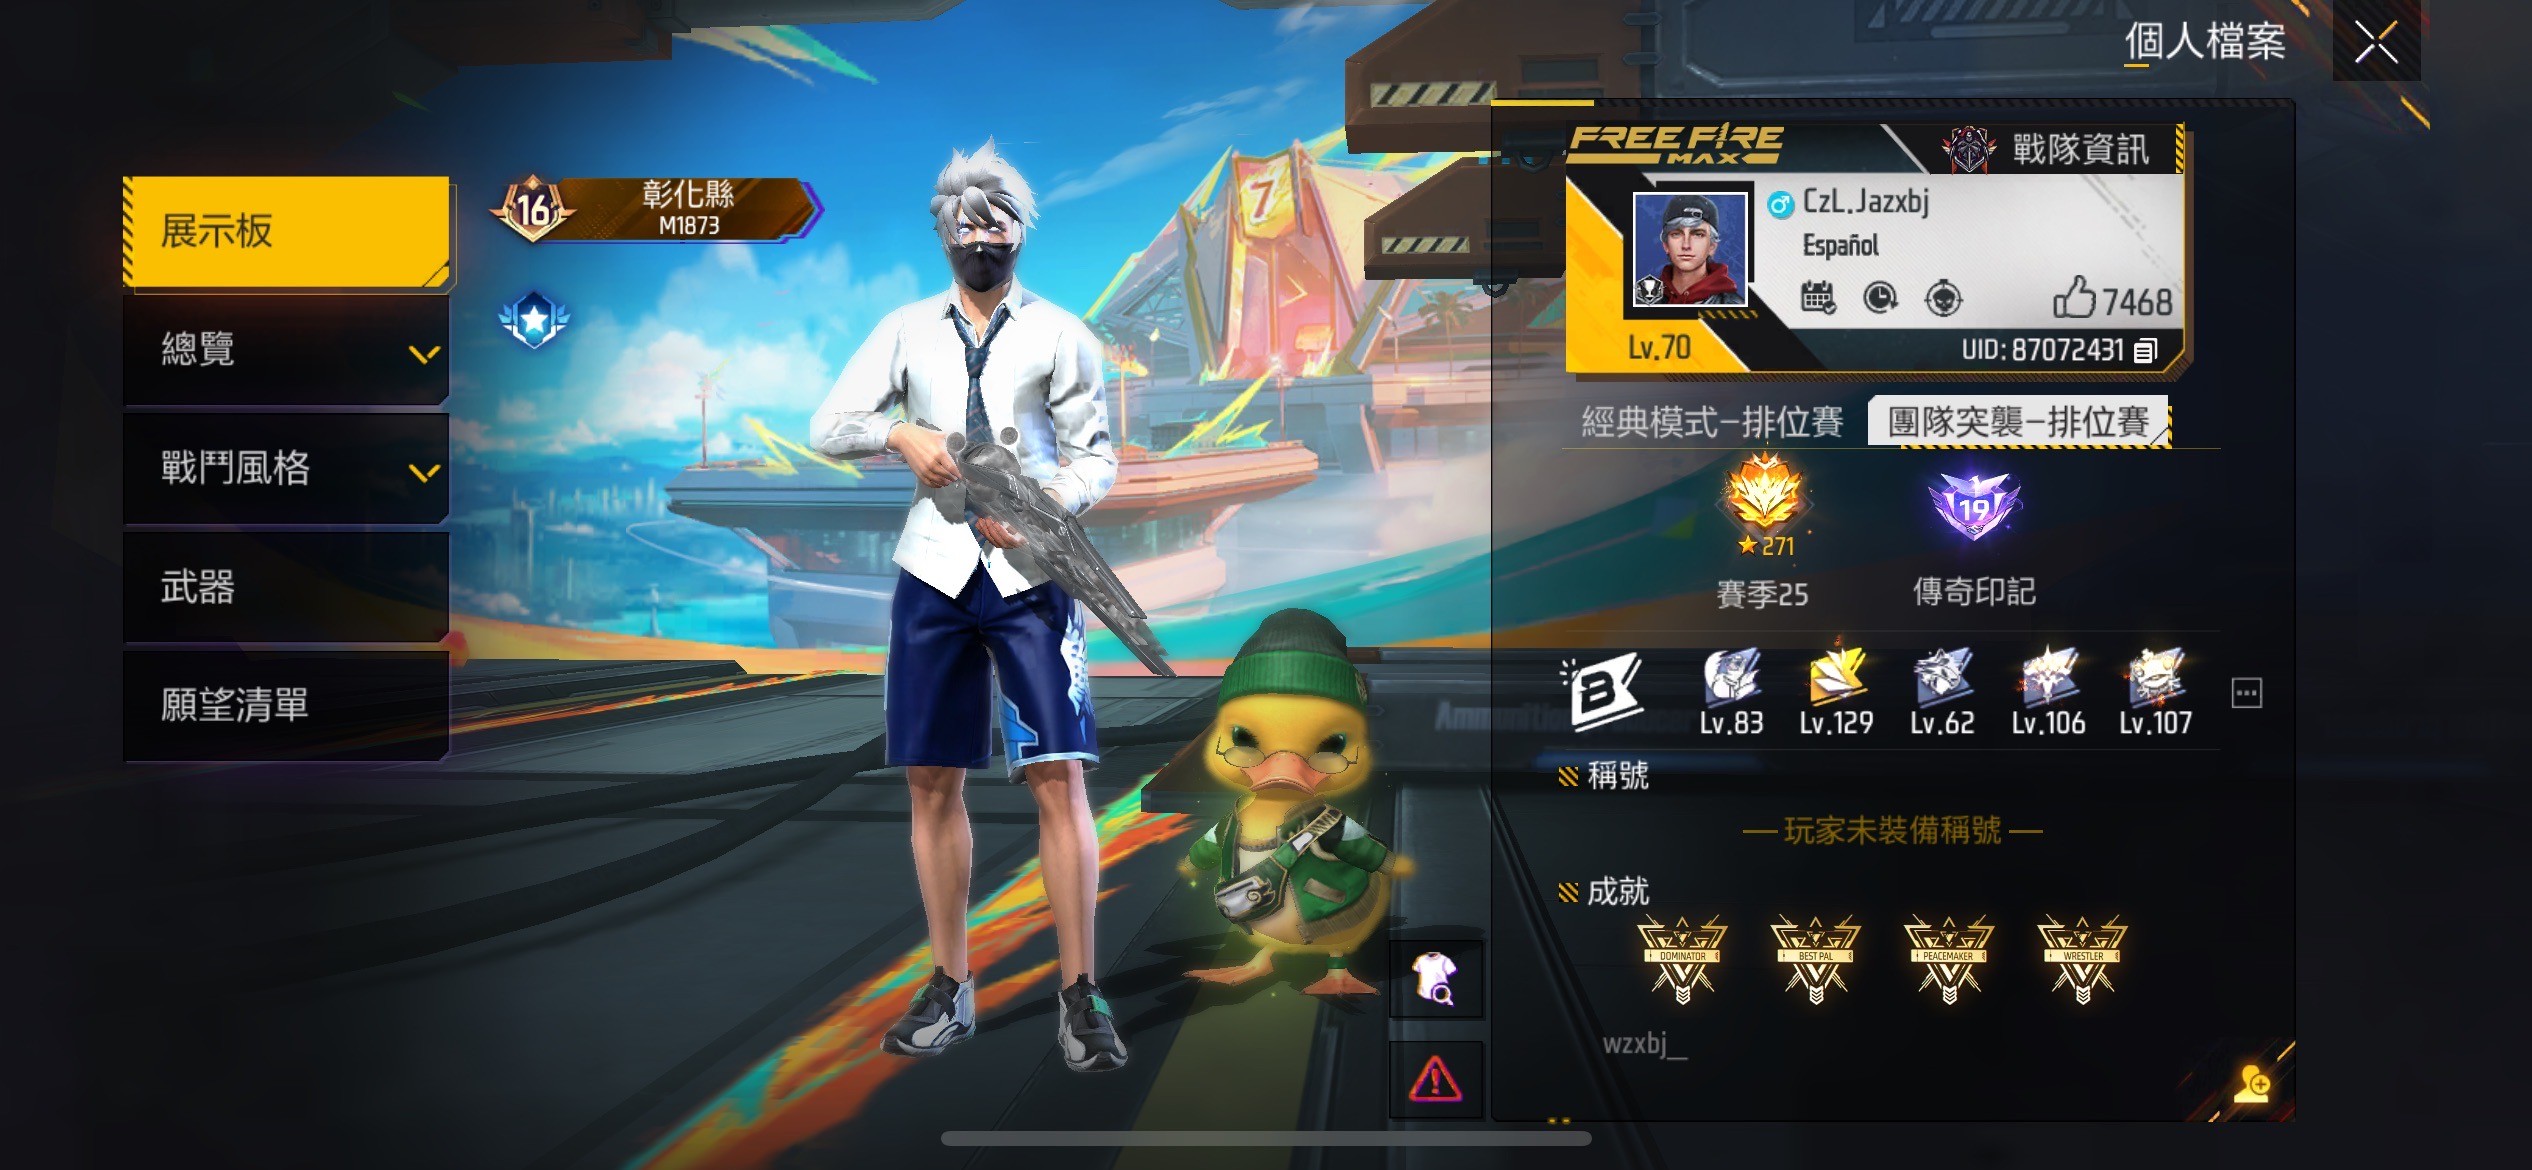 個人檔案
展示板
總覽
戰鬥風格
武器
願望清單
16
彰化縣
M1873
7
FREE FIRE
MAX
戰隊資訊
CzL.Jazxbj
Español
7468
Lv.70
UID: 87072431
經典模式-排位賽
團隊突襲-排位賽
271
19
賽季25
傳奇印記
B
Lv.83
Lv.129
Lv.62
Lv.106
Lv.107
稱號
玩家未裝備稱號
成就
DOMINATOR
BEST PAL
PEACEMAKER
WRESTLER
wzxbj__